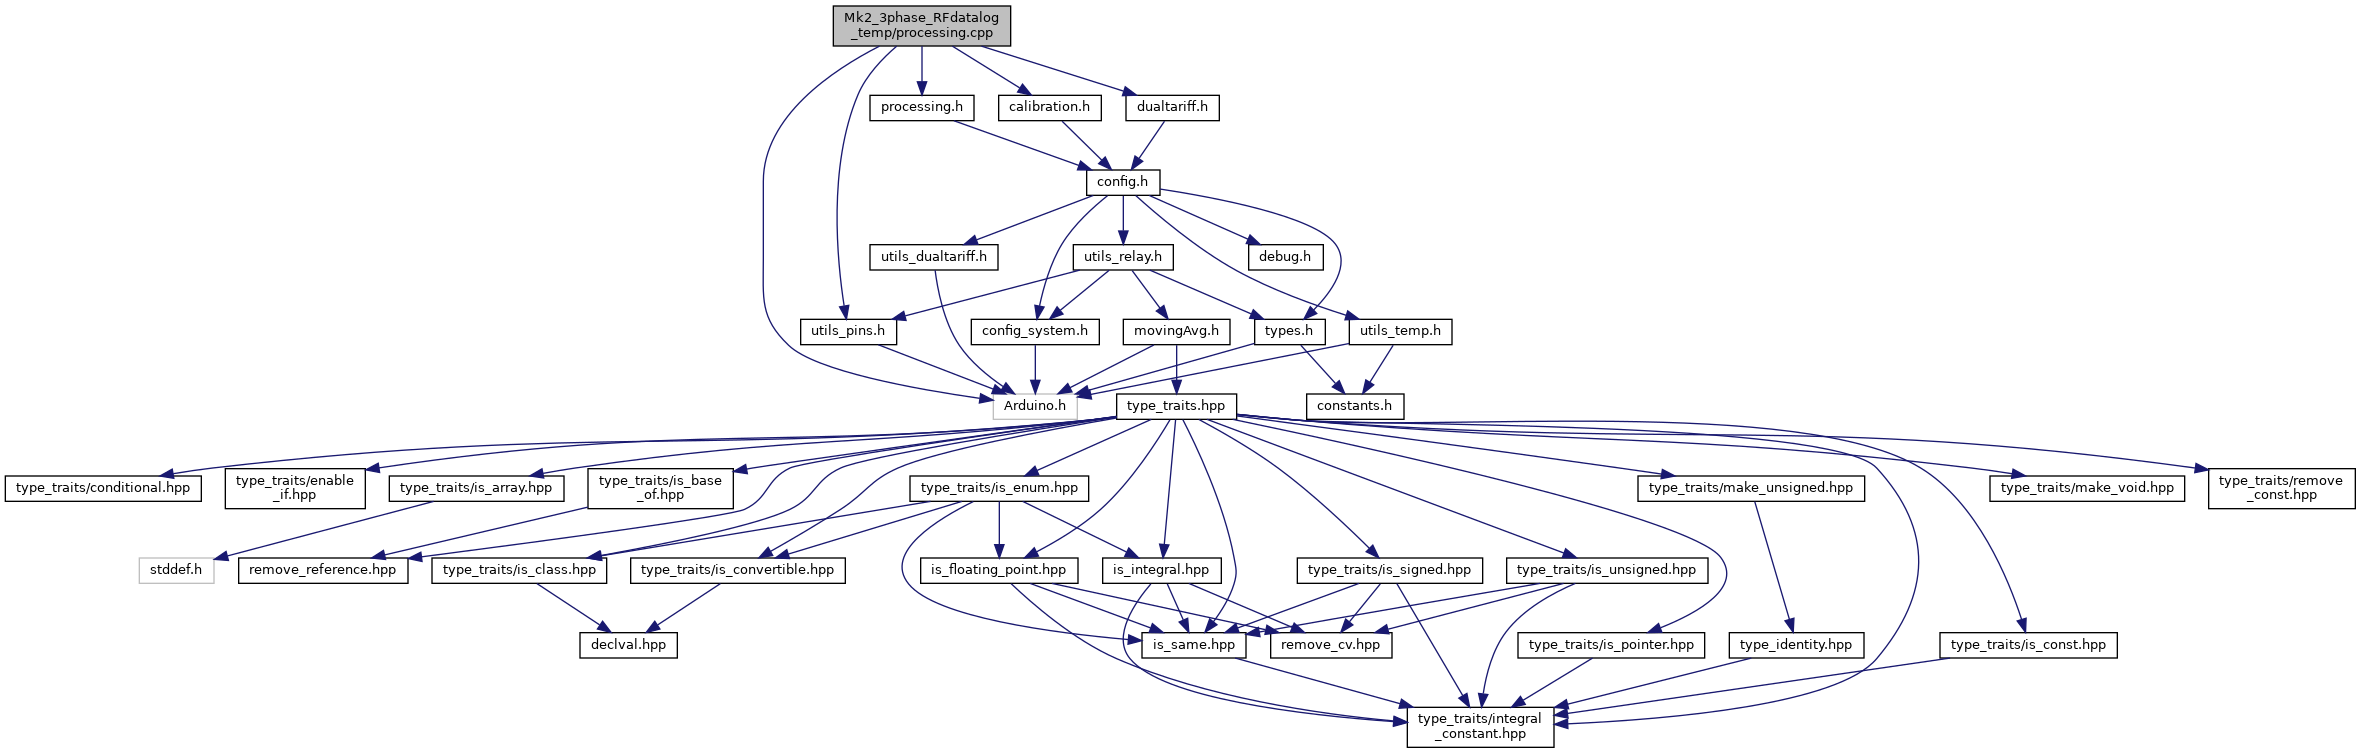 Mk2_3phase_RFdatalog
_temp/processing.cpp
processing.h
calibration.h
dualtariff.h
config.h
utils_dualtariff.h
utils_relay.h
debug.h
utils_pins.h
config_system.h
movingAvg.h
types.h
utils_temp.h
Arduino.h
type_traits.hpp
constants.h
type_traits/conditional.hpp
type_traits/enable
_if.hpp
type_traits/is_array.hpp
type_traits/is_base
_of.hpp
type_traits/is_enum.hpp
type_traits/make_unsigned.hpp
type_traits/make_void.hpp
type_traits/remove
_const.hpp
stddef.h
remove_reference.hpp
type_traits/is_class.hpp
type_traits/is_convertible.hpp
is_floating_point.hpp
is_integral.hpp
type_traits/is_signed.hpp
type_traits/is_unsigned.hpp
declval.hpp
is_same.hpp
remove_cv.hpp
type_traits/is_pointer.hpp
type_identity.hpp
type_traits/is_const.hpp
type_traits/integral
_constant.hpp